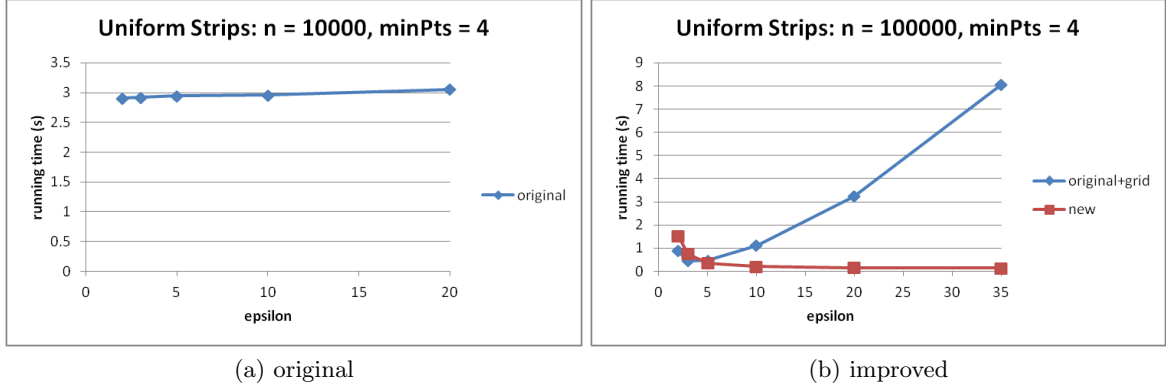 Uniform Strips: n = 10000, minPts = 4
3.5
3
2.5
2
1.5
1
0.5
0
running time (s)
0 5 10 15 20
epsilon
original
(a) original
Uniform Strips: n = 100000, minPts = 4
9
8
7
6
5
4
3
2
1
0
running time (s)
0 5 10 15 20 25 30 35
epsilon
original+grid
new
(b) improved